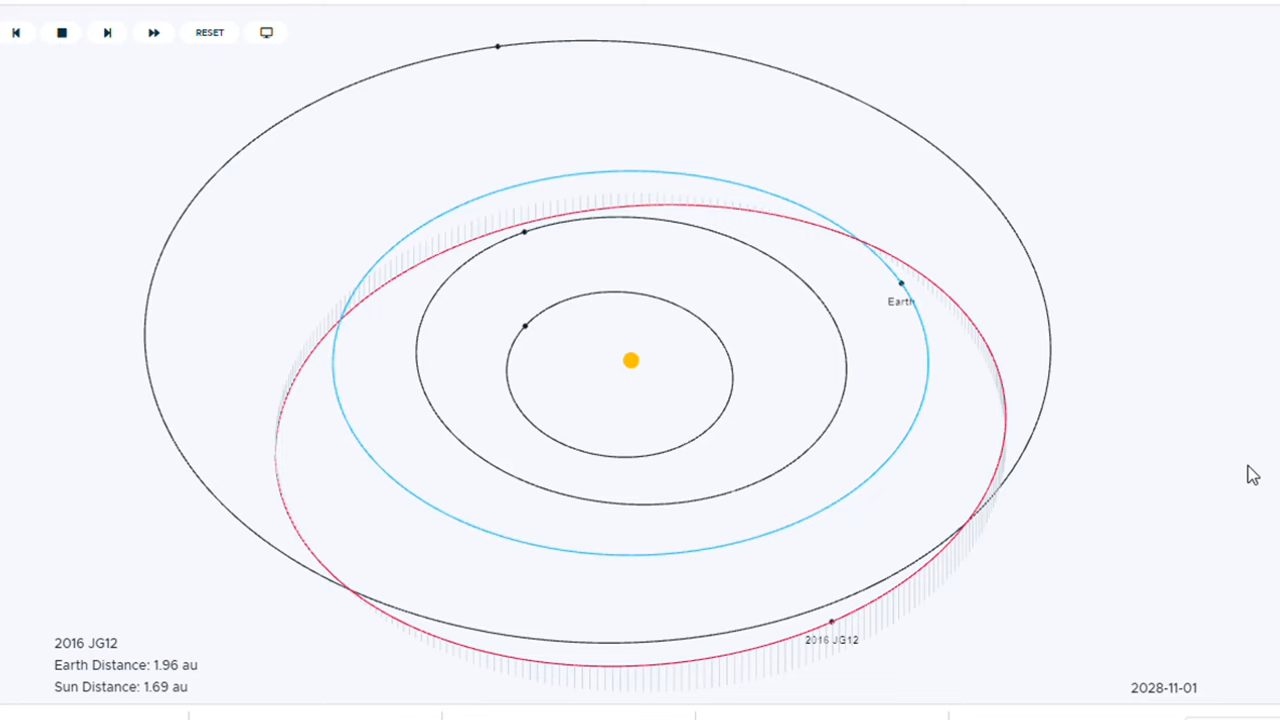 RESET
Earth
2016 JG12
2016 JG12
Earth Distance: 1.96 au
Sun Distance: 1.69 au
2028-11-01